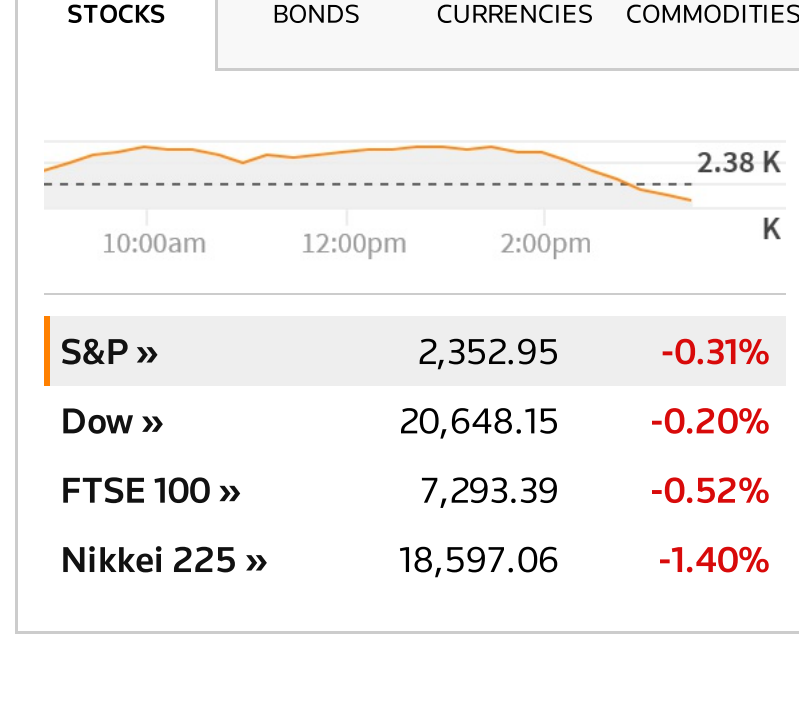 STOCKS BONDS CURRENCIES COMMODITIES
2.38 K
K
10:00am 12:00pm 2:00pm
S&P » 2,352.95 -0.31%
Dow » 20,648.15 -0.20%
FTSE 100 » 7,293.39 -0.52%
Nikkei 225 » 18,597.06 -1.40%